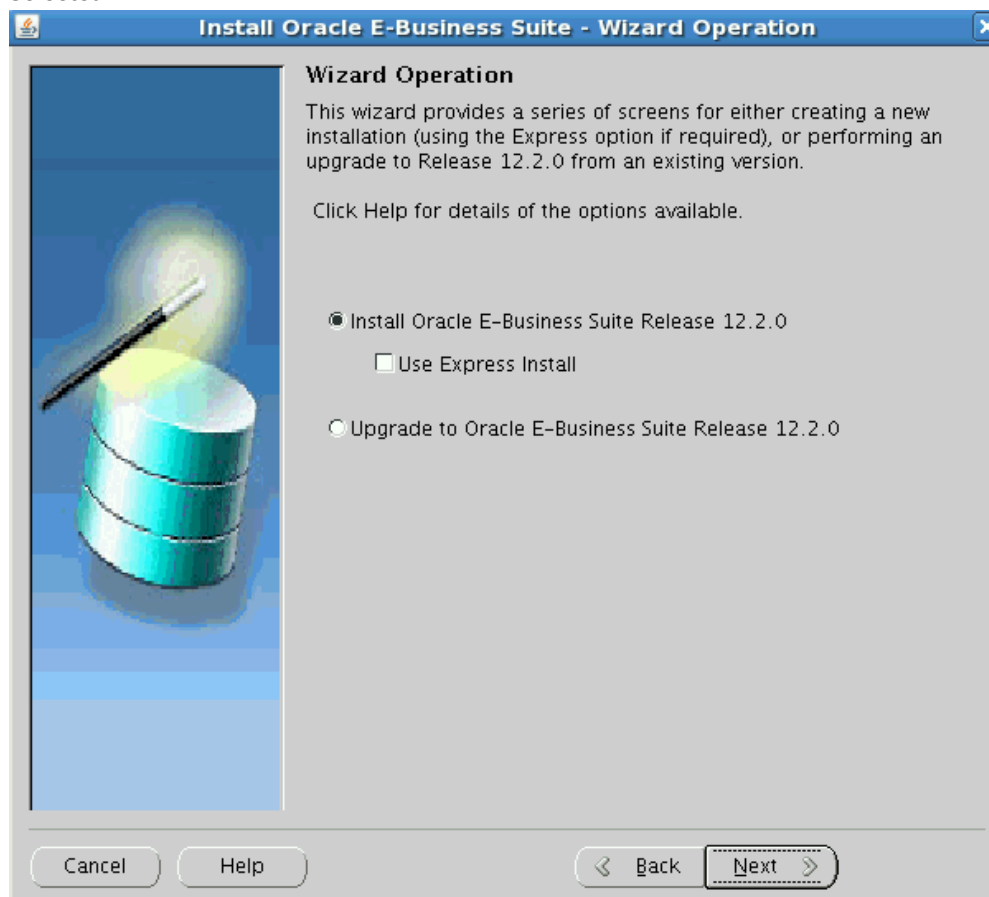 Install Oracle E-Business Suite - Wizard Operation
Wizard Operation
This wizard provides a series of screens for either creating a new
installation (using the Express option if required), or performing an
upgrade to Release 12.2.0 from an existing version.
Click Help for details of the options available.
Install Oracle E-Business Suite Release 12.2.0
Use Express Install
Upgrade to Oracle E-Business Suite Release 12.2.0
Cancel Help Back Next